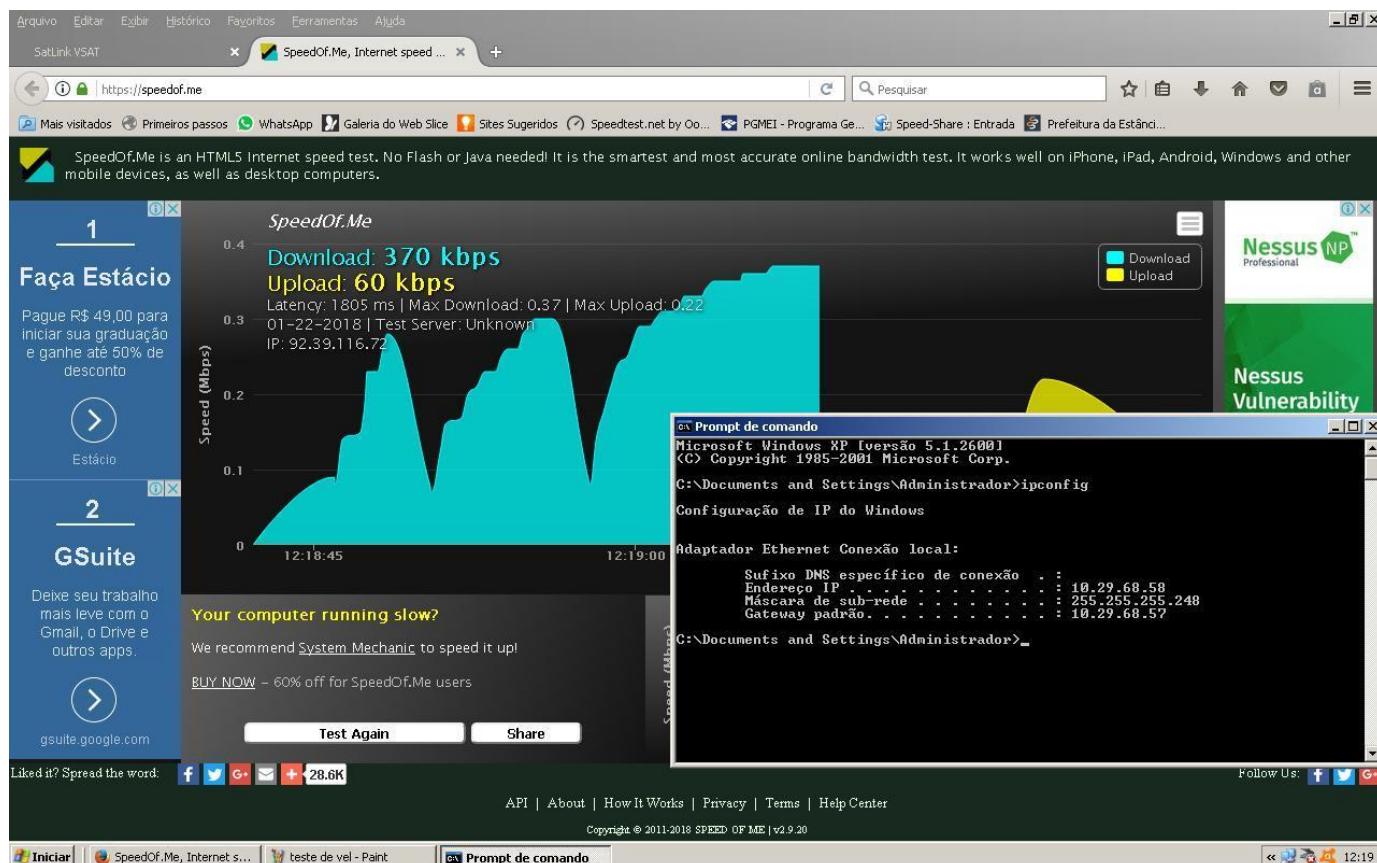 Arquivo Editar Exibir Histórico Favoritos Ferramentas Ajuda
SatLink VSAT
SpeedOf.Me, Internet speed ...
https://speedof.me
Pesquisar
Mais visitados Primeiros passos WhatsApp Galeria do Web Slice Sites Sugeridos Speedtest.net by Oo... PGMEI - Programa Ge... Speed-Share : Entrada Prefeitura da Estânci...
SpeedOf.Me is an HTML5 Internet speed test. No Flash or Java needed! It is the smartest and most accurate online bandwidth test. It works well on iPhone, iPad, Android, Windows and other
mobile devices, as well as desktop computers.
1
Faça Estácio
Pague R$ 49,00 para
iniciar sua graduação
e ganhe até 50% de
desconto
Estácio
2
GSuite
Deixe seu trabalho
mais leve com o
Gmail, o Drive e
outros apps.
gsuite.google.com
SpeedOf.Me
Download: 370 kbps
Upload: 60 kbps
Latency: 1805 ms | Max Download: 0.37 | Max Upload: 0.22
01-22-2018 | Test Server: Unknown
IP: 92.39.116.72
Download
Upload
Speed (Mbps)
0.4
0.3
0.2
0.1
0
12:18:45
12:19:00
Nessus NP™
Professional
Nessus
Vulnerability
Your computer running slow?
We recommend System Mechanic to speed it up!
BUY NOW – 60% off for SpeedOf.Me users
Test Again
Share
Speed (Mbps)
Prompt de comando
Microsoft Windows XP [versão 5.1.2600]
(C) Copyright 1985-2001 Microsoft Corp.
C:\Documents and Settings\Administrador>ipconfig
Configuração de IP do Windows
Adaptador Ethernet Conexão local:
Sufixo DNS específico de conexão . :
Endereço IP . . . . . . . . . . . . : 10.29.68.58
Máscara de sub-rede . . . . . . . . : 255.255.255.248
Gateway padrão. . . . . . . . . . . : 10.29.68.57
C:\Documents and Settings\Administrador>_
Liked it? Spread the word:
28.6K
Follow Us:
API | About | How It Works | Privacy | Terms | Help Center
Copyright © 2011-2018 SPEED OF ME | v2.9.20
Iniciar
SpeedOf.Me, Internet s...
teste de vel - Paint
Prompt de comando
12:19